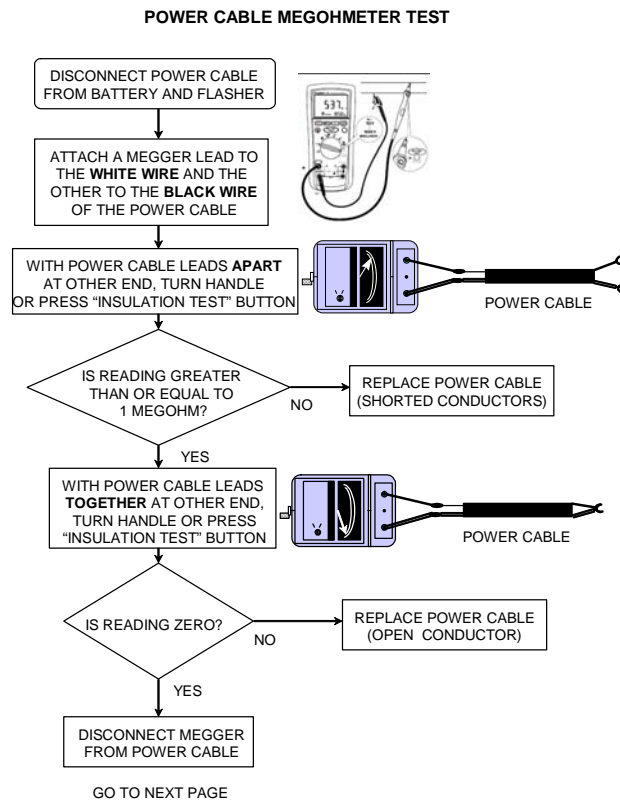 POWER CABLE MEGOHMETER TEST
DISCONNECT POWER CABLE
FROM BATTERY AND FLASHER
537.
ATTACH A MEGGER LEAD TO
THE WHITE WIRE AND THE
OTHER TO THE BLACK WIRE
OF THE POWER CABLE
WITH POWER CABLE LEADS APART
AT OTHER END, TURN HANDLE
OR PRESS “INSULATION TEST” BUTTON
POWER CABLE
IS READING GREATER
THAN OR EQUAL TO
1 MEGOHM?
NO
REPLACE POWER CABLE
(SHORTED CONDUCTORS)
YES
WITH POWER CABLE LEADS
TOGETHER AT OTHER END,
TURN HANDLE OR PRESS
“INSULATION TEST” BUTTON
POWER CABLE
IS READING ZERO?
NO
REPLACE POWER CABLE
(OPEN CONDUCTOR)
YES
DISCONNECT MEGGER
FROM POWER CABLE
GO TO NEXT PAGE